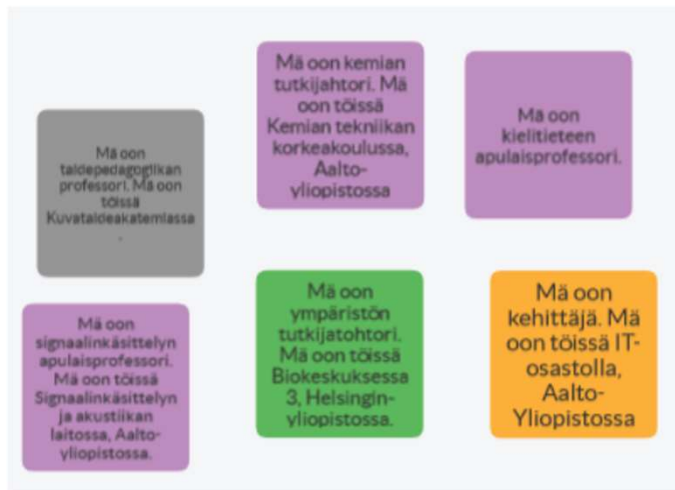 Mä oon
taidepedagogiikan
professori. Mä oon
töissä
Kuvataideakatemiassa
.
Mä oon kemian
tutkijahtori. Mä
oon töissä
Kemian tekniikan
korkeakoulussa,
Aalto-
yliopistossa
Mä oon
kielitieteen
apulaisprofessori.
Mä oon
signaalinkäsittelyn
apulaisprofessori.
Mä oon töissä
Signaalinkäsittelyn
ja akustiikan
laitossa, Aalto-
yliopistossa.
Mä oon
ympäristön
tutkijatohtori.
Mä oon töissä
Biokeskuksessa
3, Helsingin-
yliopistossa.
Mä oon
kehittäjä. Mä
oon töissä IT-
osastolla,
Aalto-
Yliopistossa